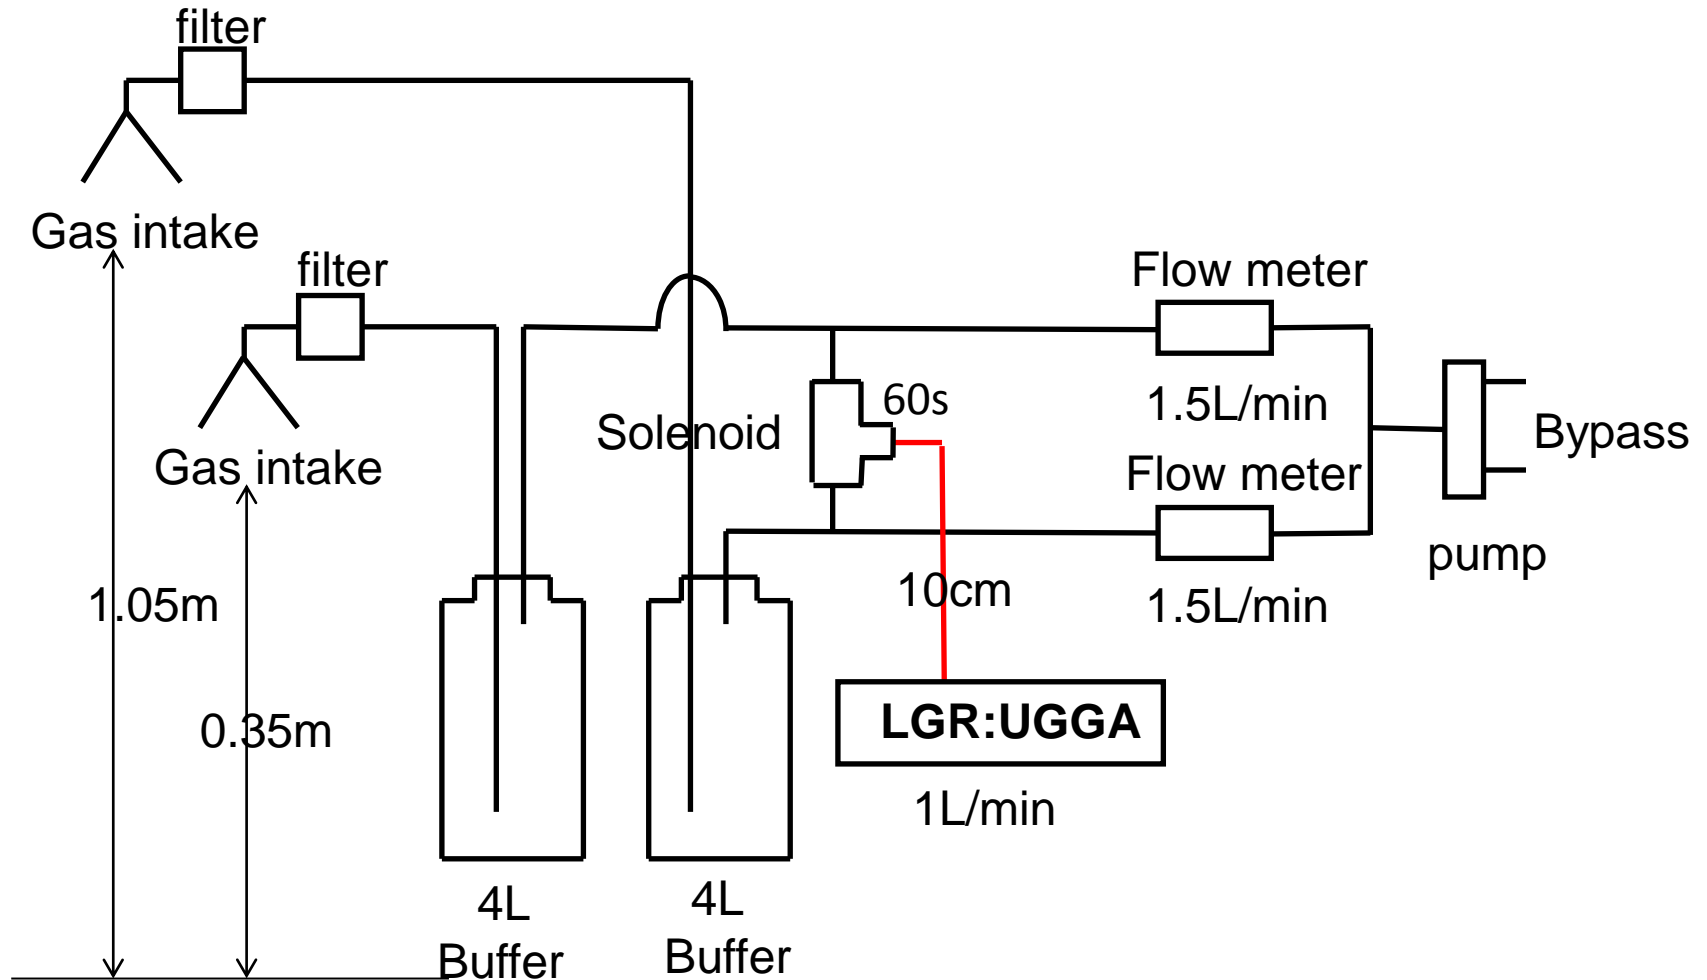 filter
Gas intake
filter
Gas intake
Flow meter
60s
1.5L/min
Solenoid
Bypass
Flow meter
pump
1.05m
10cm
1.5L/min
0.35m
LGR:UGGA
1L/min
4L
Buffer
4L
Buffer